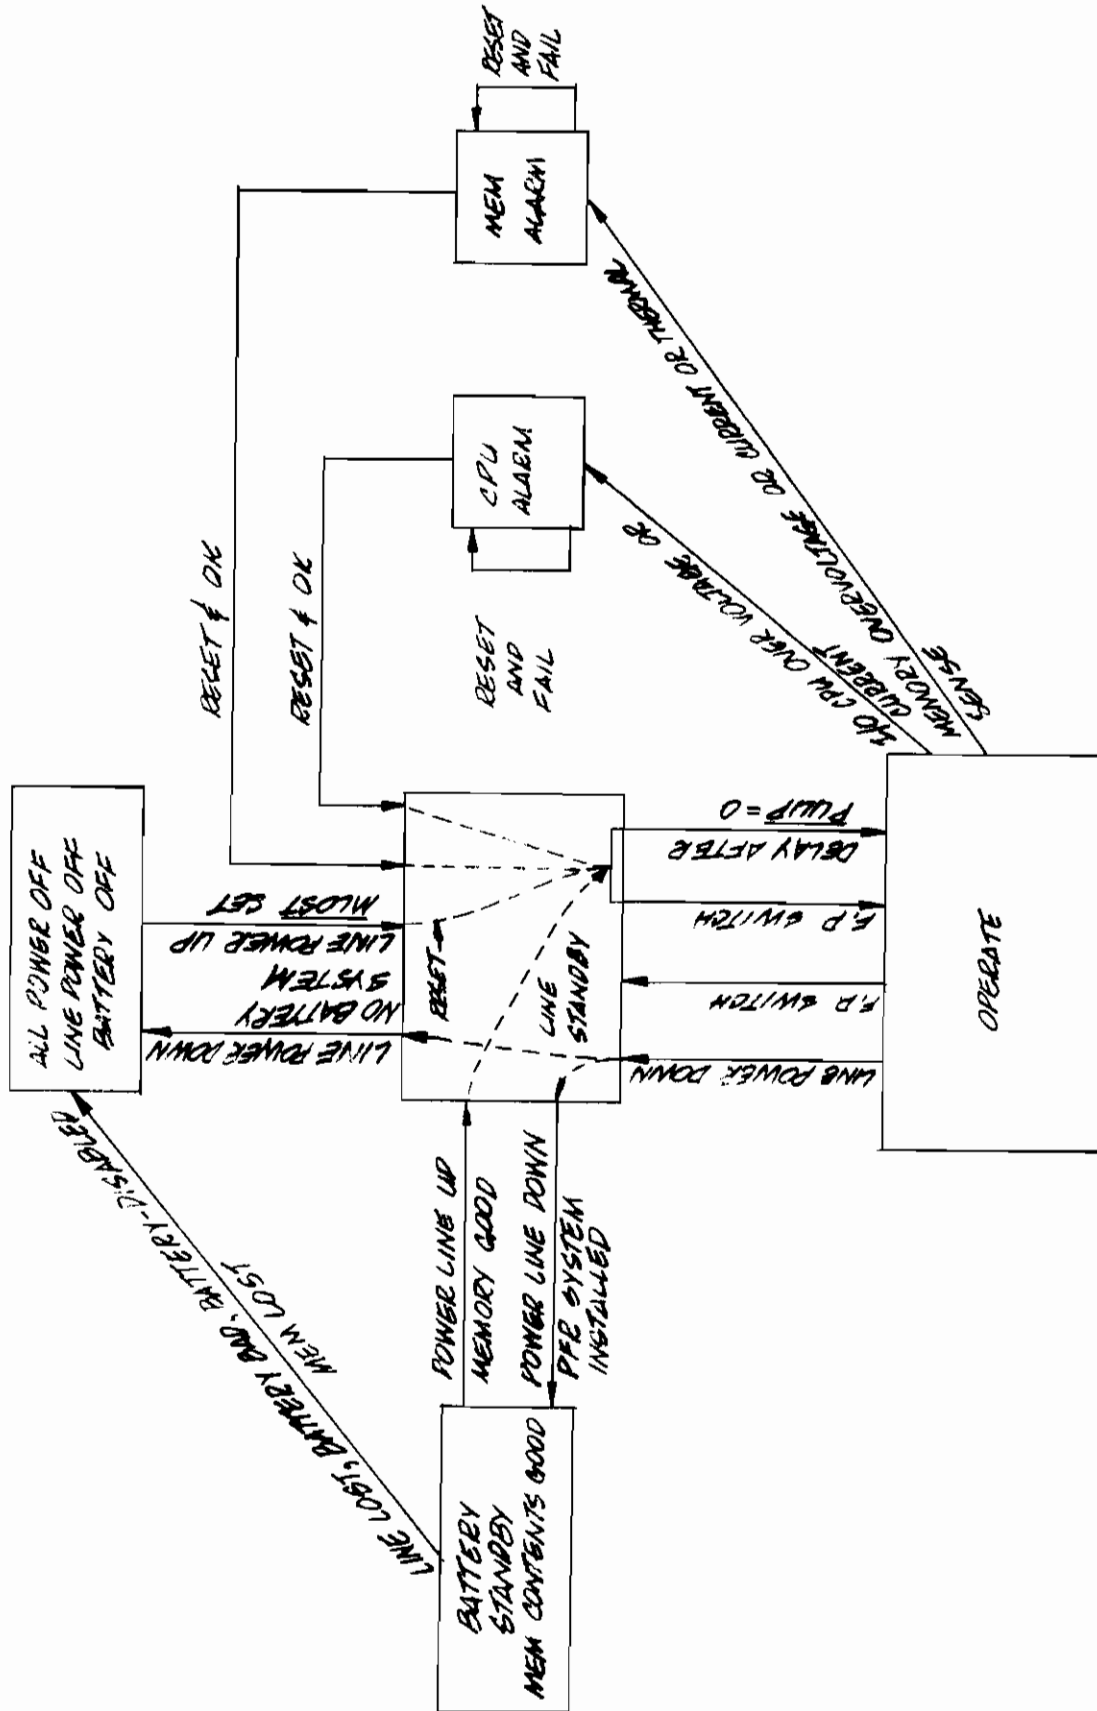 ALL POWER OFF
LINE POWER OFF
BATTERY OFF
RESET
AND
FAIL
MEM
ALARM
RESET & OK
CPU
ALARM
RESET & OK
RESET
AND
FAIL
MLOST SET
LINE POWER UP
SYSTEM
NO BATTERY
LINE POWER DOWN
RESET
LINE
STANDBY
LINE LOST, BATTERY BAD, BATTERY-DISABLED
MEM LOST
POWER LINE UP
MEMORY GOOD
POWER LINE DOWN
PFR SYSTEM
INSTALLED
BATTERY
STANDBY
MEM CONTENTS GOOD
PUUP = 0
DELAY AFTER
F.P. SWITCH
F.P. SWITCH
LINE POWER DOWN
I/O CPU OVER VOLTAGE OR
CURRENT
MEMORY OVERVOLTAGE OR CURRENT OR THERMAL
SENSE
OPERATE